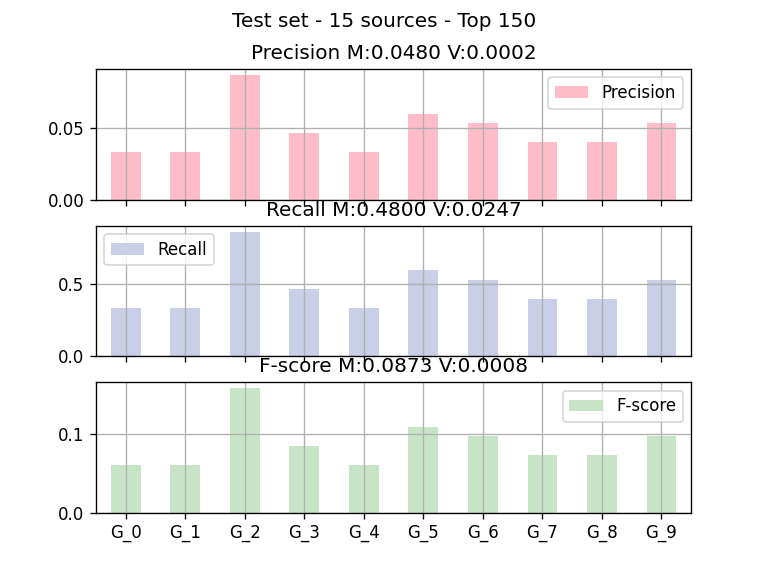 Test set - 15 sources - Top 150
Precision M:0.0480 V:0.0002
Precision
0.05
0.00
Recall M:0.4800 V:0.0247
Recall
0.5
0.0
F-score M:0.0873 V:0.0008
F-score
0.1
0.0
G_0 G_1 G_2 G_3 G_4 G_5 G_6 G_7 G_8 G_9